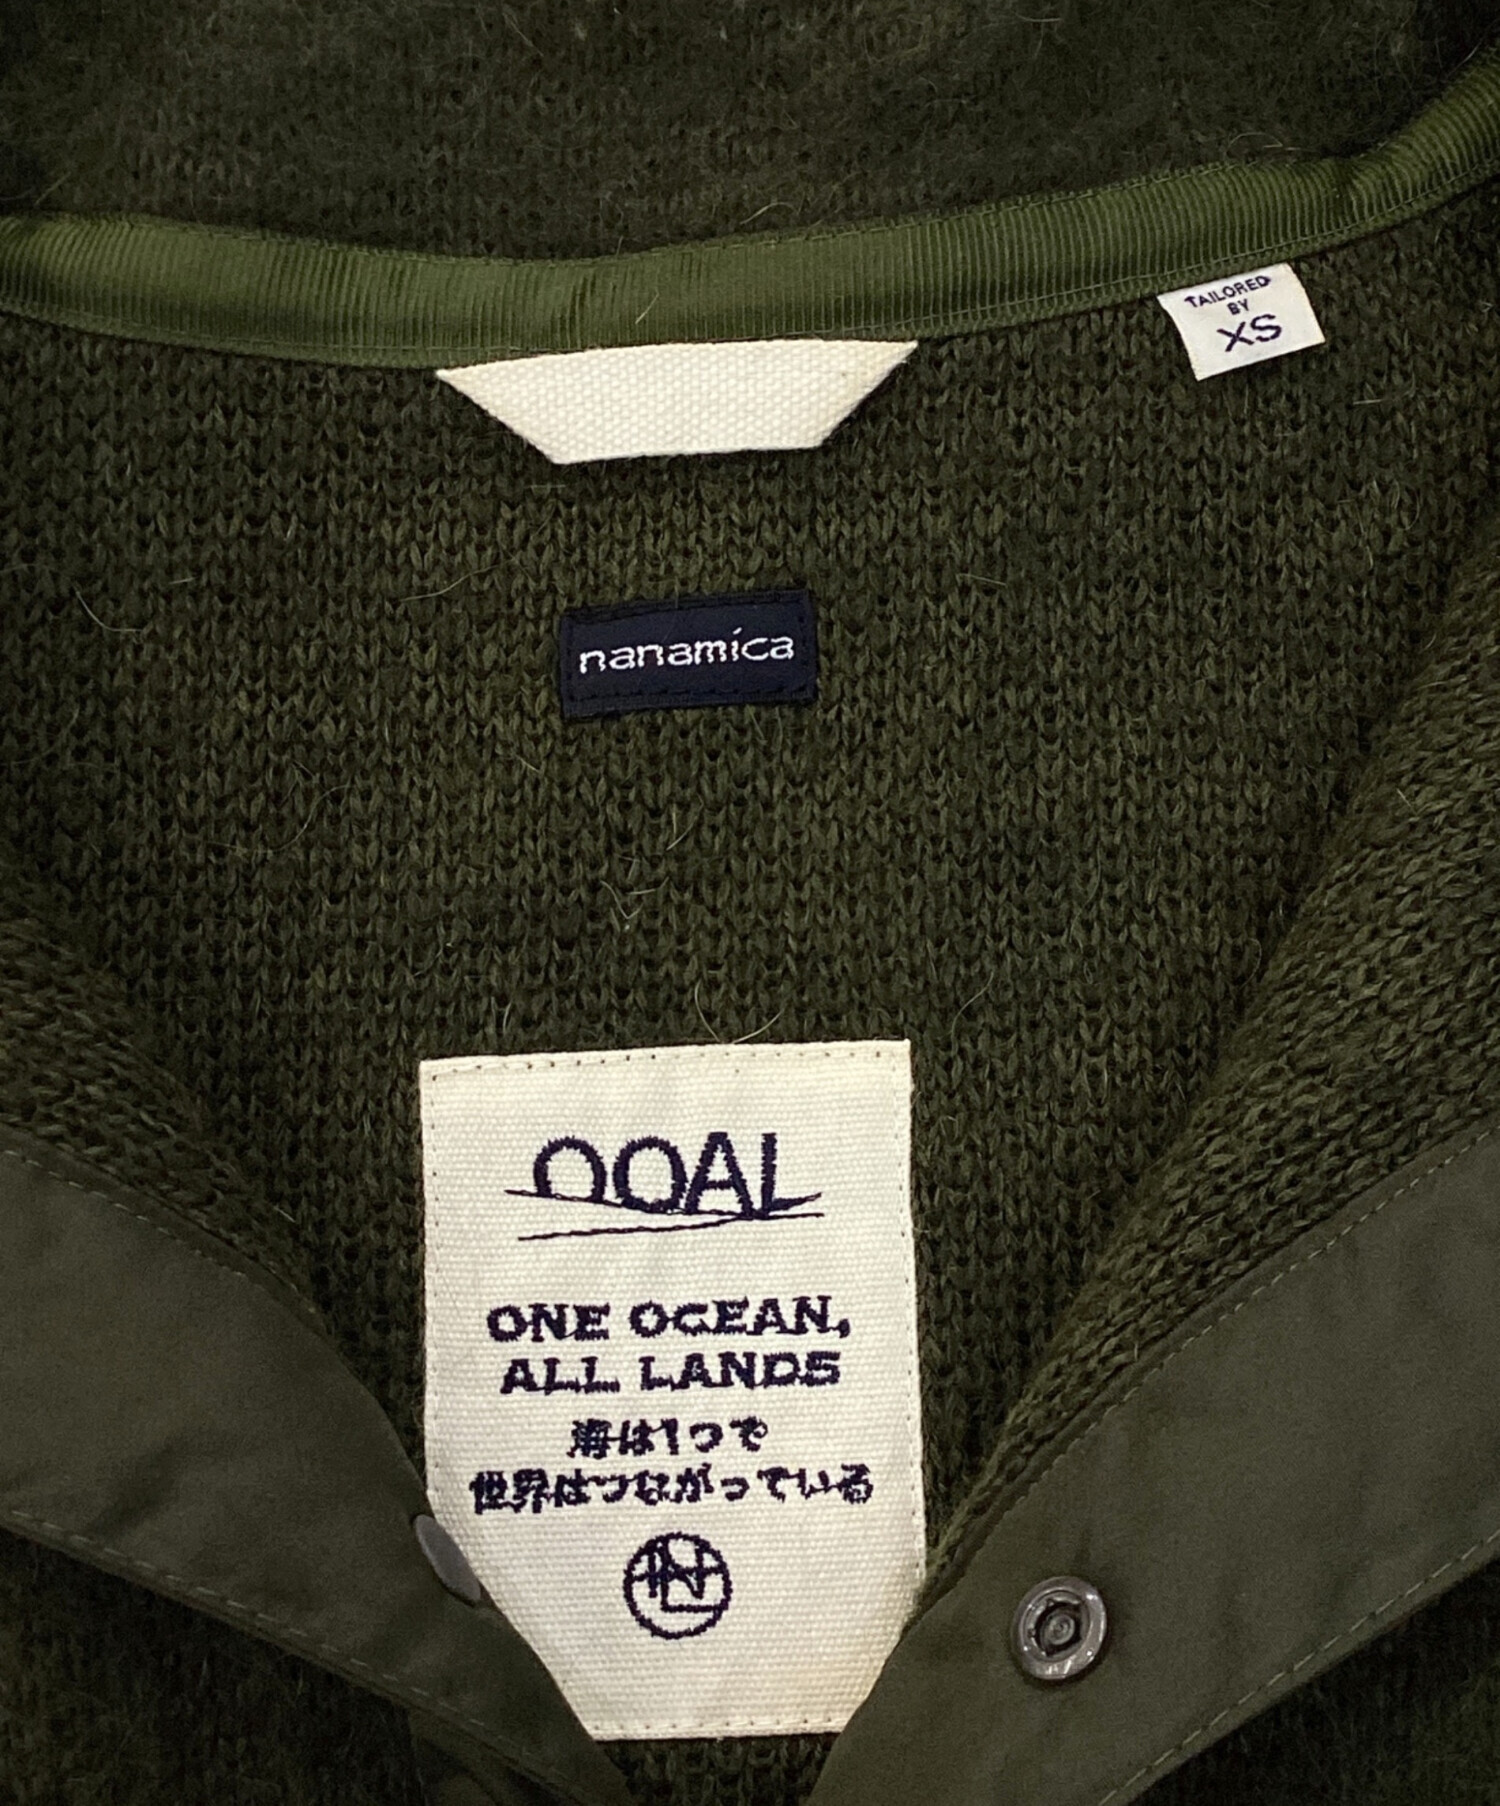 TAILORED
BY
XS
nanamica
OOAL
ONE OCEAN,
ALL LANDS
海は1つで
世界はつながっている